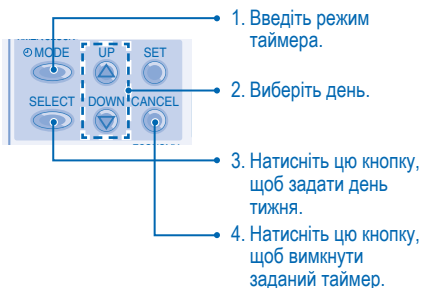 1. Введіть режим
таймера.
MODE UP SET
2. Виберіть день.
SELECT DOWN CANCEL
3. Натисніть цю кнопку,
щоб задати день
тижня.
4. Натисніть цю кнопку,
щоб вимкнути
заданий таймер.